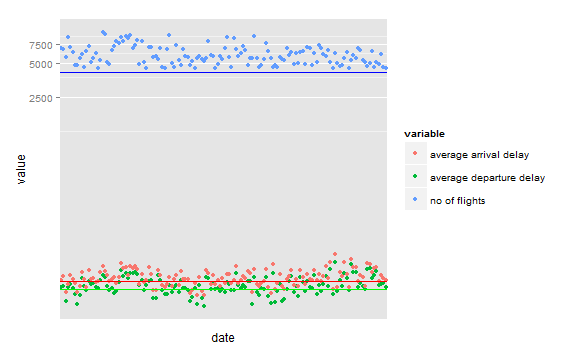 7500
5000
2500
value
date
variable
average arrival delay
average departure delay
no of flights